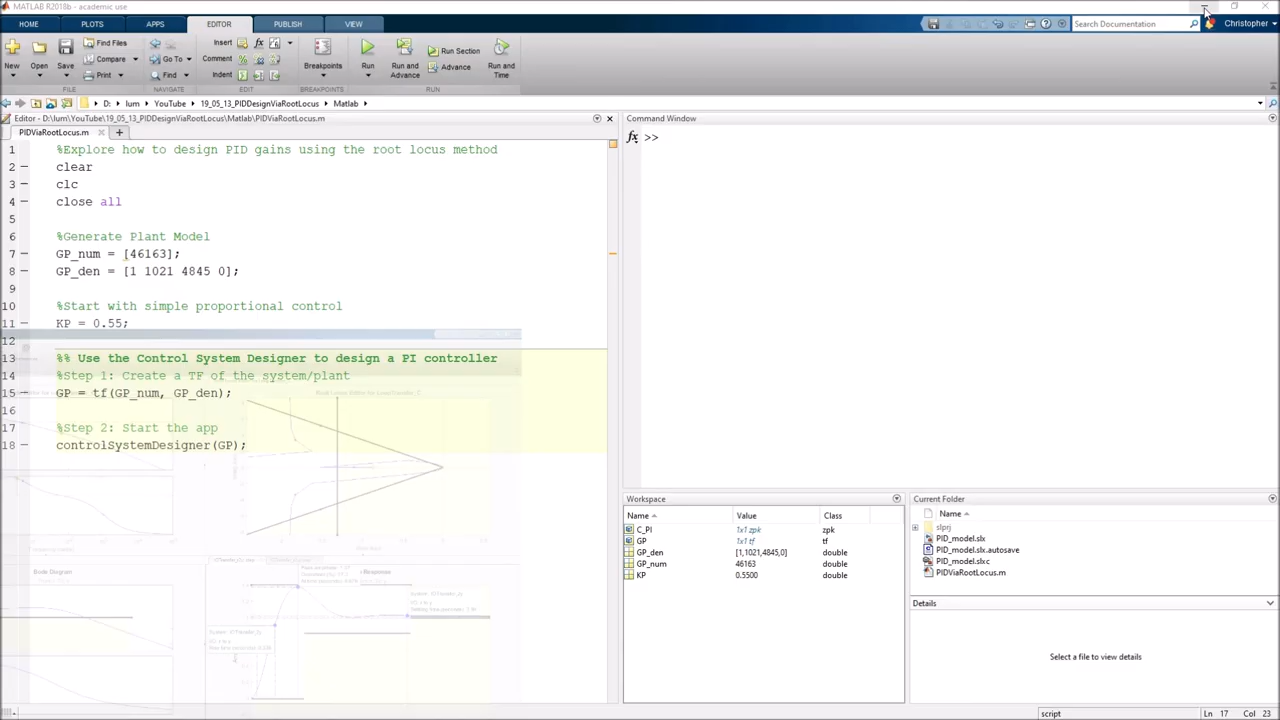 MATLAB R2018b - academic use
HOME PLOTS APPS EDITOR PUBLISH VIEW
Search Documentation
Christopher
New Open Save
Find Files
Compare
Print
Go To
Find
Insert
Comment
Indent
Breakpoints
Run
Run and Advance
Run Section
Advance
Run and Time
FILE NAVIGATE EDIT BREAKPOINTS RUN
D: lum YouTube 19_05_13_PIDDesignViaRootLocus Matlab
Editor - D:\lum\YouTube\19_05_13_PIDDesignViaRootLocus\Matlab\PIDViaRootLocus.m
PIDViaRootLocus.m
1 %Explore how to design PID gains using the root locus method
2 clear
3 clc
4 close all
5
6 %Generate Plant Model
7 GP_num = [46163];
8 GP_den = [1 1021 4845 0];
9
10 %Start with simple proportional control
11 KP = 0.55;
12
13 %% Use the Control System Designer to design a PI controller
14 %Step 1: Create a TF of the system/plant
15 GP = tf(GP_num, GP_den);
16
17 %Step 2: Start the app
18 controlSystemDesigner(GP);
Bode Diagram
Response
Command Window
fx >>
Workspace
Name Value Class
C_PI 1x1 zpk zpk
GP 1x1 tf tf
GP_den [1,1021,4845,0] double
GP_num 46163 double
KP 0.5500 double
Current Folder
Name
slprj
PID_model.slx
PID_model.slx.autosave
PID_model.slxc
PIDViaRootLocus.m
Details
Select a file to view details
script Ln 17 Col 23